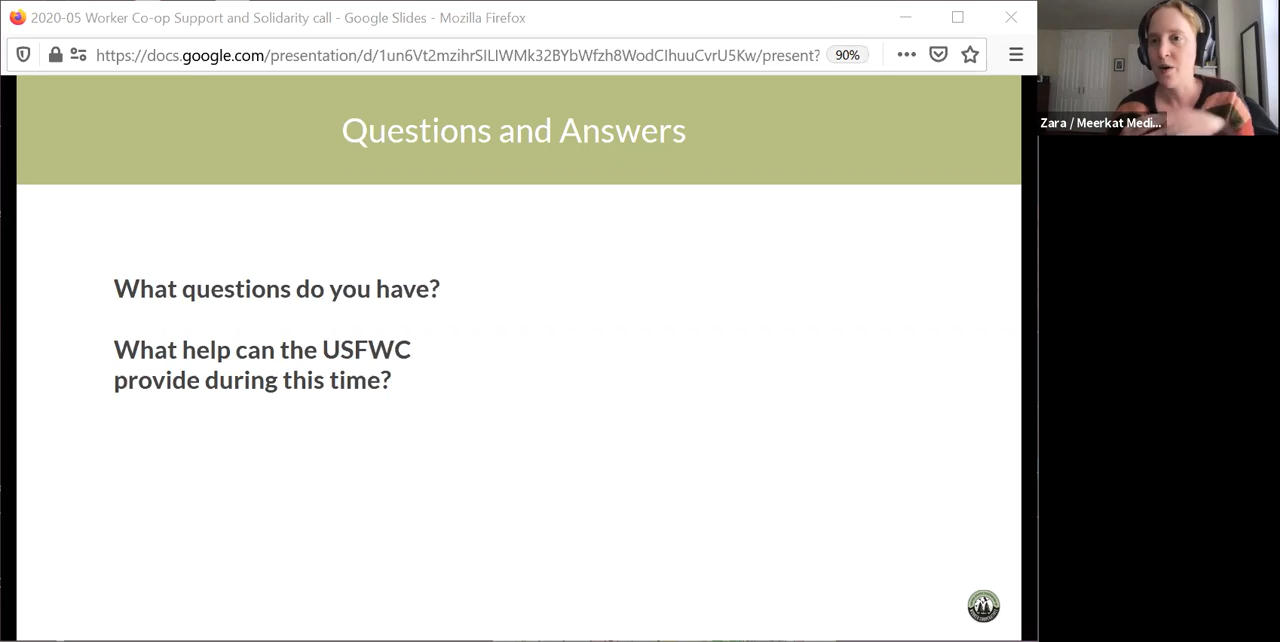 2020-05 Worker Co-op Support and Solidarity call - Google Slides - Mozilla Firefox
https://docs.google.com/presentation/d/1un6Vt2mzihrSlLlWMk32BYbWfzh8WodClhuuCvrU5Kw/present?
90%
Zara / Meerkat Medi...
Questions and Answers
What questions do you have?
What help can the USFWC
provide during this time?